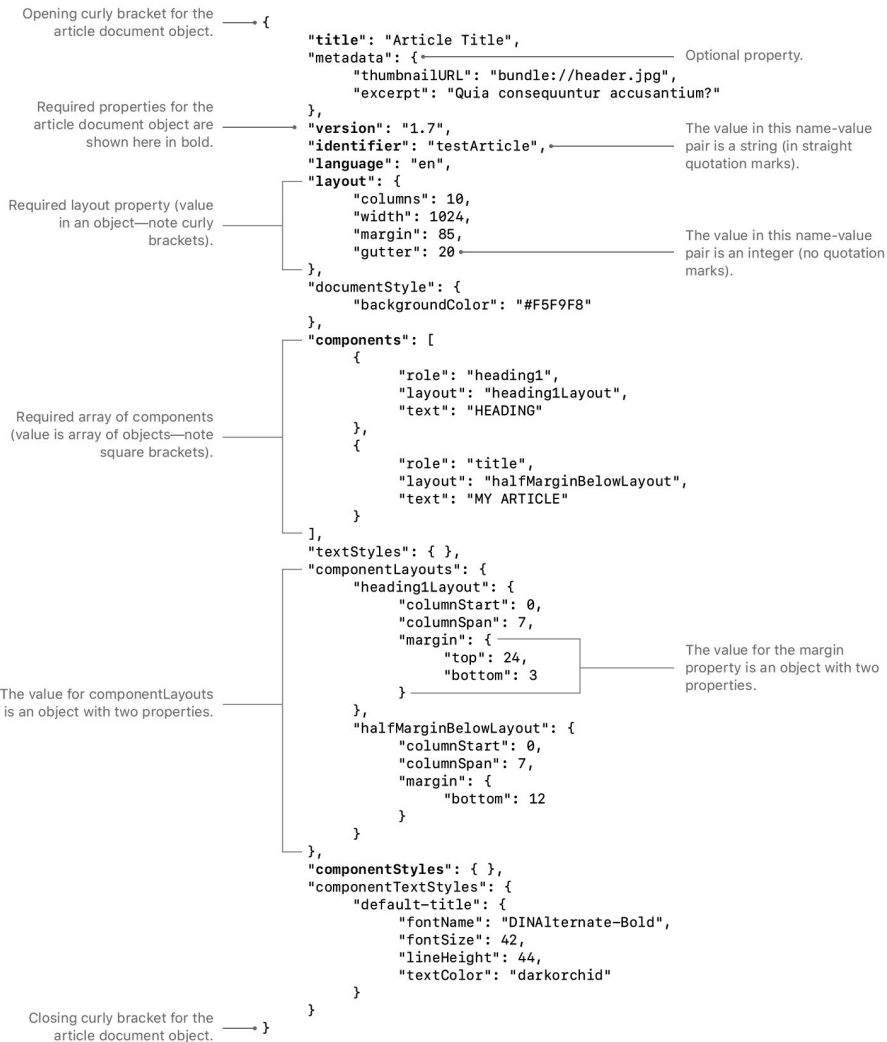 Opening curly bracket for the
article document object.
{
"title": "Article Title",
"metadata": {
Optional property.
"thumbnailURL": "bundle://header.jpg",
"excerpt": "Quia consequuntur accusantium?"
},
Required properties for the
article document object are
shown here in bold.
"version": "1.7",
"identifier": "testArticle",
"language": "en",
The value in this name-value
pair is a string (in straight
quotation marks).
"layout": {
Required layout property (value
in an object—note curly
brackets).
"columns": 10,
"width": 1024,
"margin": 85,
"gutter": 20
The value in this name-value
pair is an integer (no quotation
marks).
},
"documentStyle": {
"backgroundColor": "#F5F9F8"
},
"components": [
{
"role": "heading1",
"layout": "heading1Layout",
"text": "HEADING"
},
Required array of components
(value is array of objects—note
square brackets).
{
"role": "title",
"layout": "halfMarginBelowLayout",
"text": "MY ARTICLE"
}
],
"textStyles": { },
"componentLayouts": {
"heading1Layout": {
"columnStart": 0,
"columnSpan": 7,
"margin": {
"top": 24,
"bottom": 3
}
The value for the margin
property is an object with two
properties.
},
The value for componentLayouts
is an object with two properties.
"halfMarginBelowLayout": {
"columnStart": 0,
"columnSpan": 7,
"margin": {
"bottom": 12
}
}
},
"componentStyles": { },
"componentTextStyles": {
"default-title": {
"fontName": "DINAlternate-Bold",
"fontSize": 42,
"lineHeight": 44,
"textColor": "darkorchid"
}
}
Closing curly bracket for the
article document object.
}